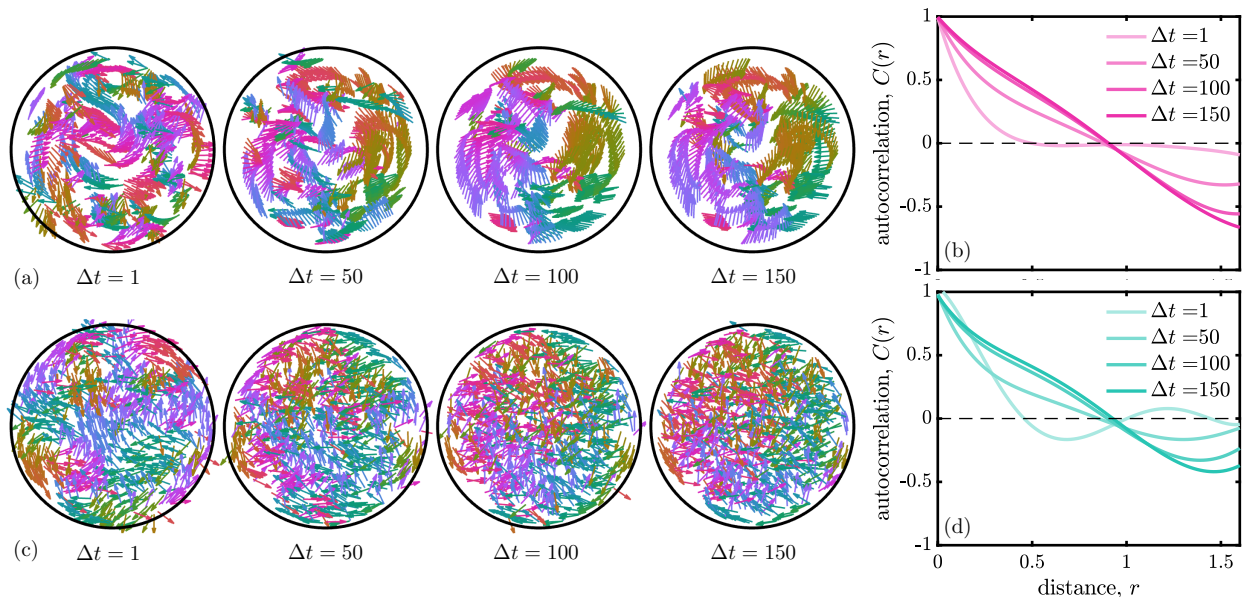 (a)
Δt = 1
Δt = 50
Δt = 100
Δt = 150
autocorrelation, C(r)
1
0.5
0
-0.5
-1
Δt =1
Δt =50
Δt =100
Δt =150
(b)
(c)
Δt = 1
Δt = 50
Δt = 100
Δt = 150
autocorrelation, C(r)
1
0.5
0
-0.5
-1
Δt =1
Δt =50
Δt =100
Δt =150
(d)
0
0.5
1
1.5
distance, r